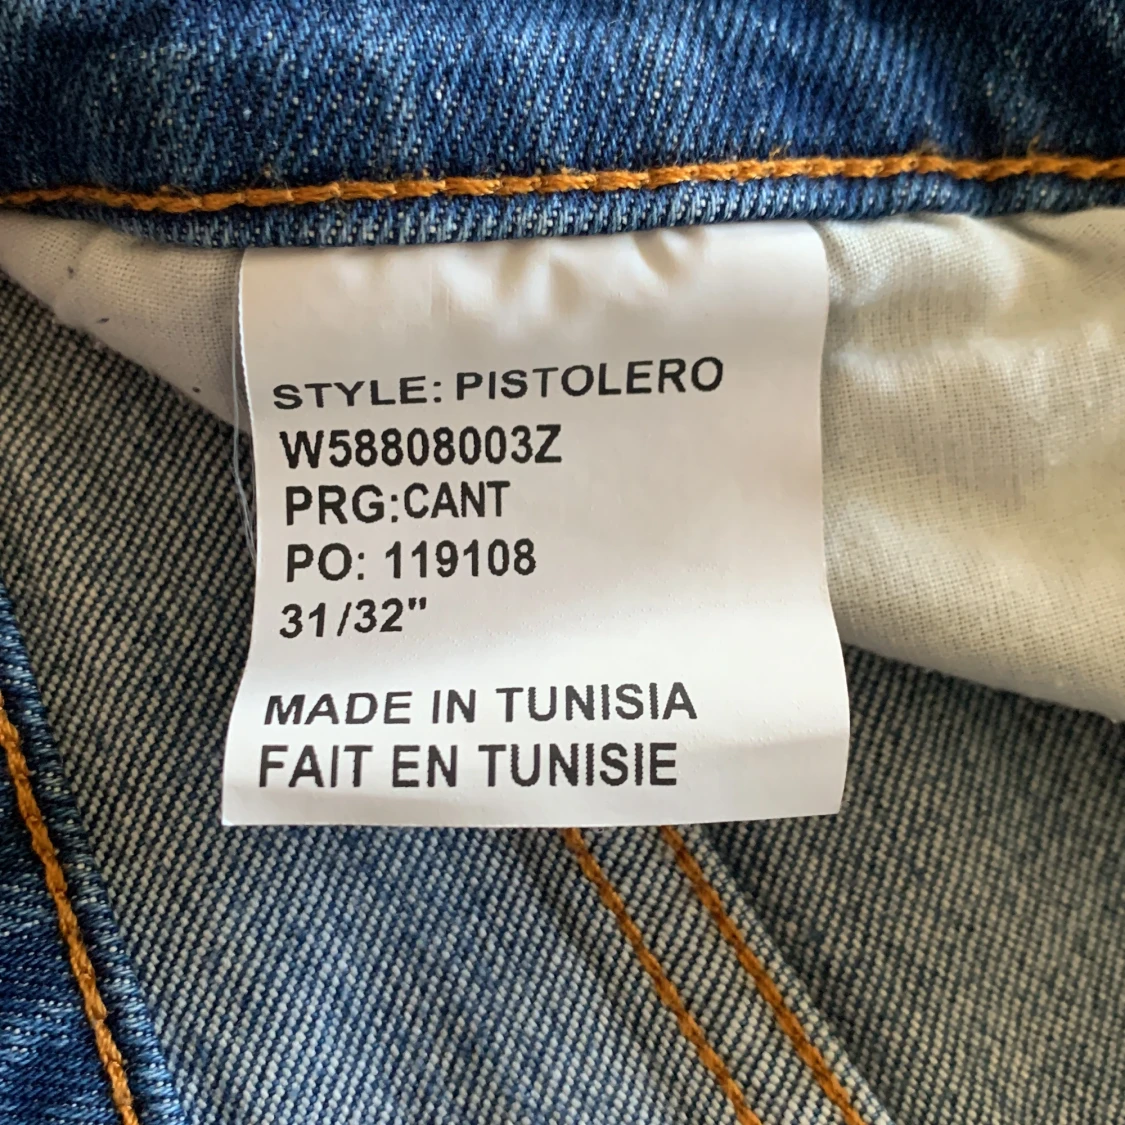 STYLE: PISTOLERO
W58808003Z
PRG:CANT
PO: 119108
31/32"
MADE IN TUNISIA
FAIT EN TUNISIE